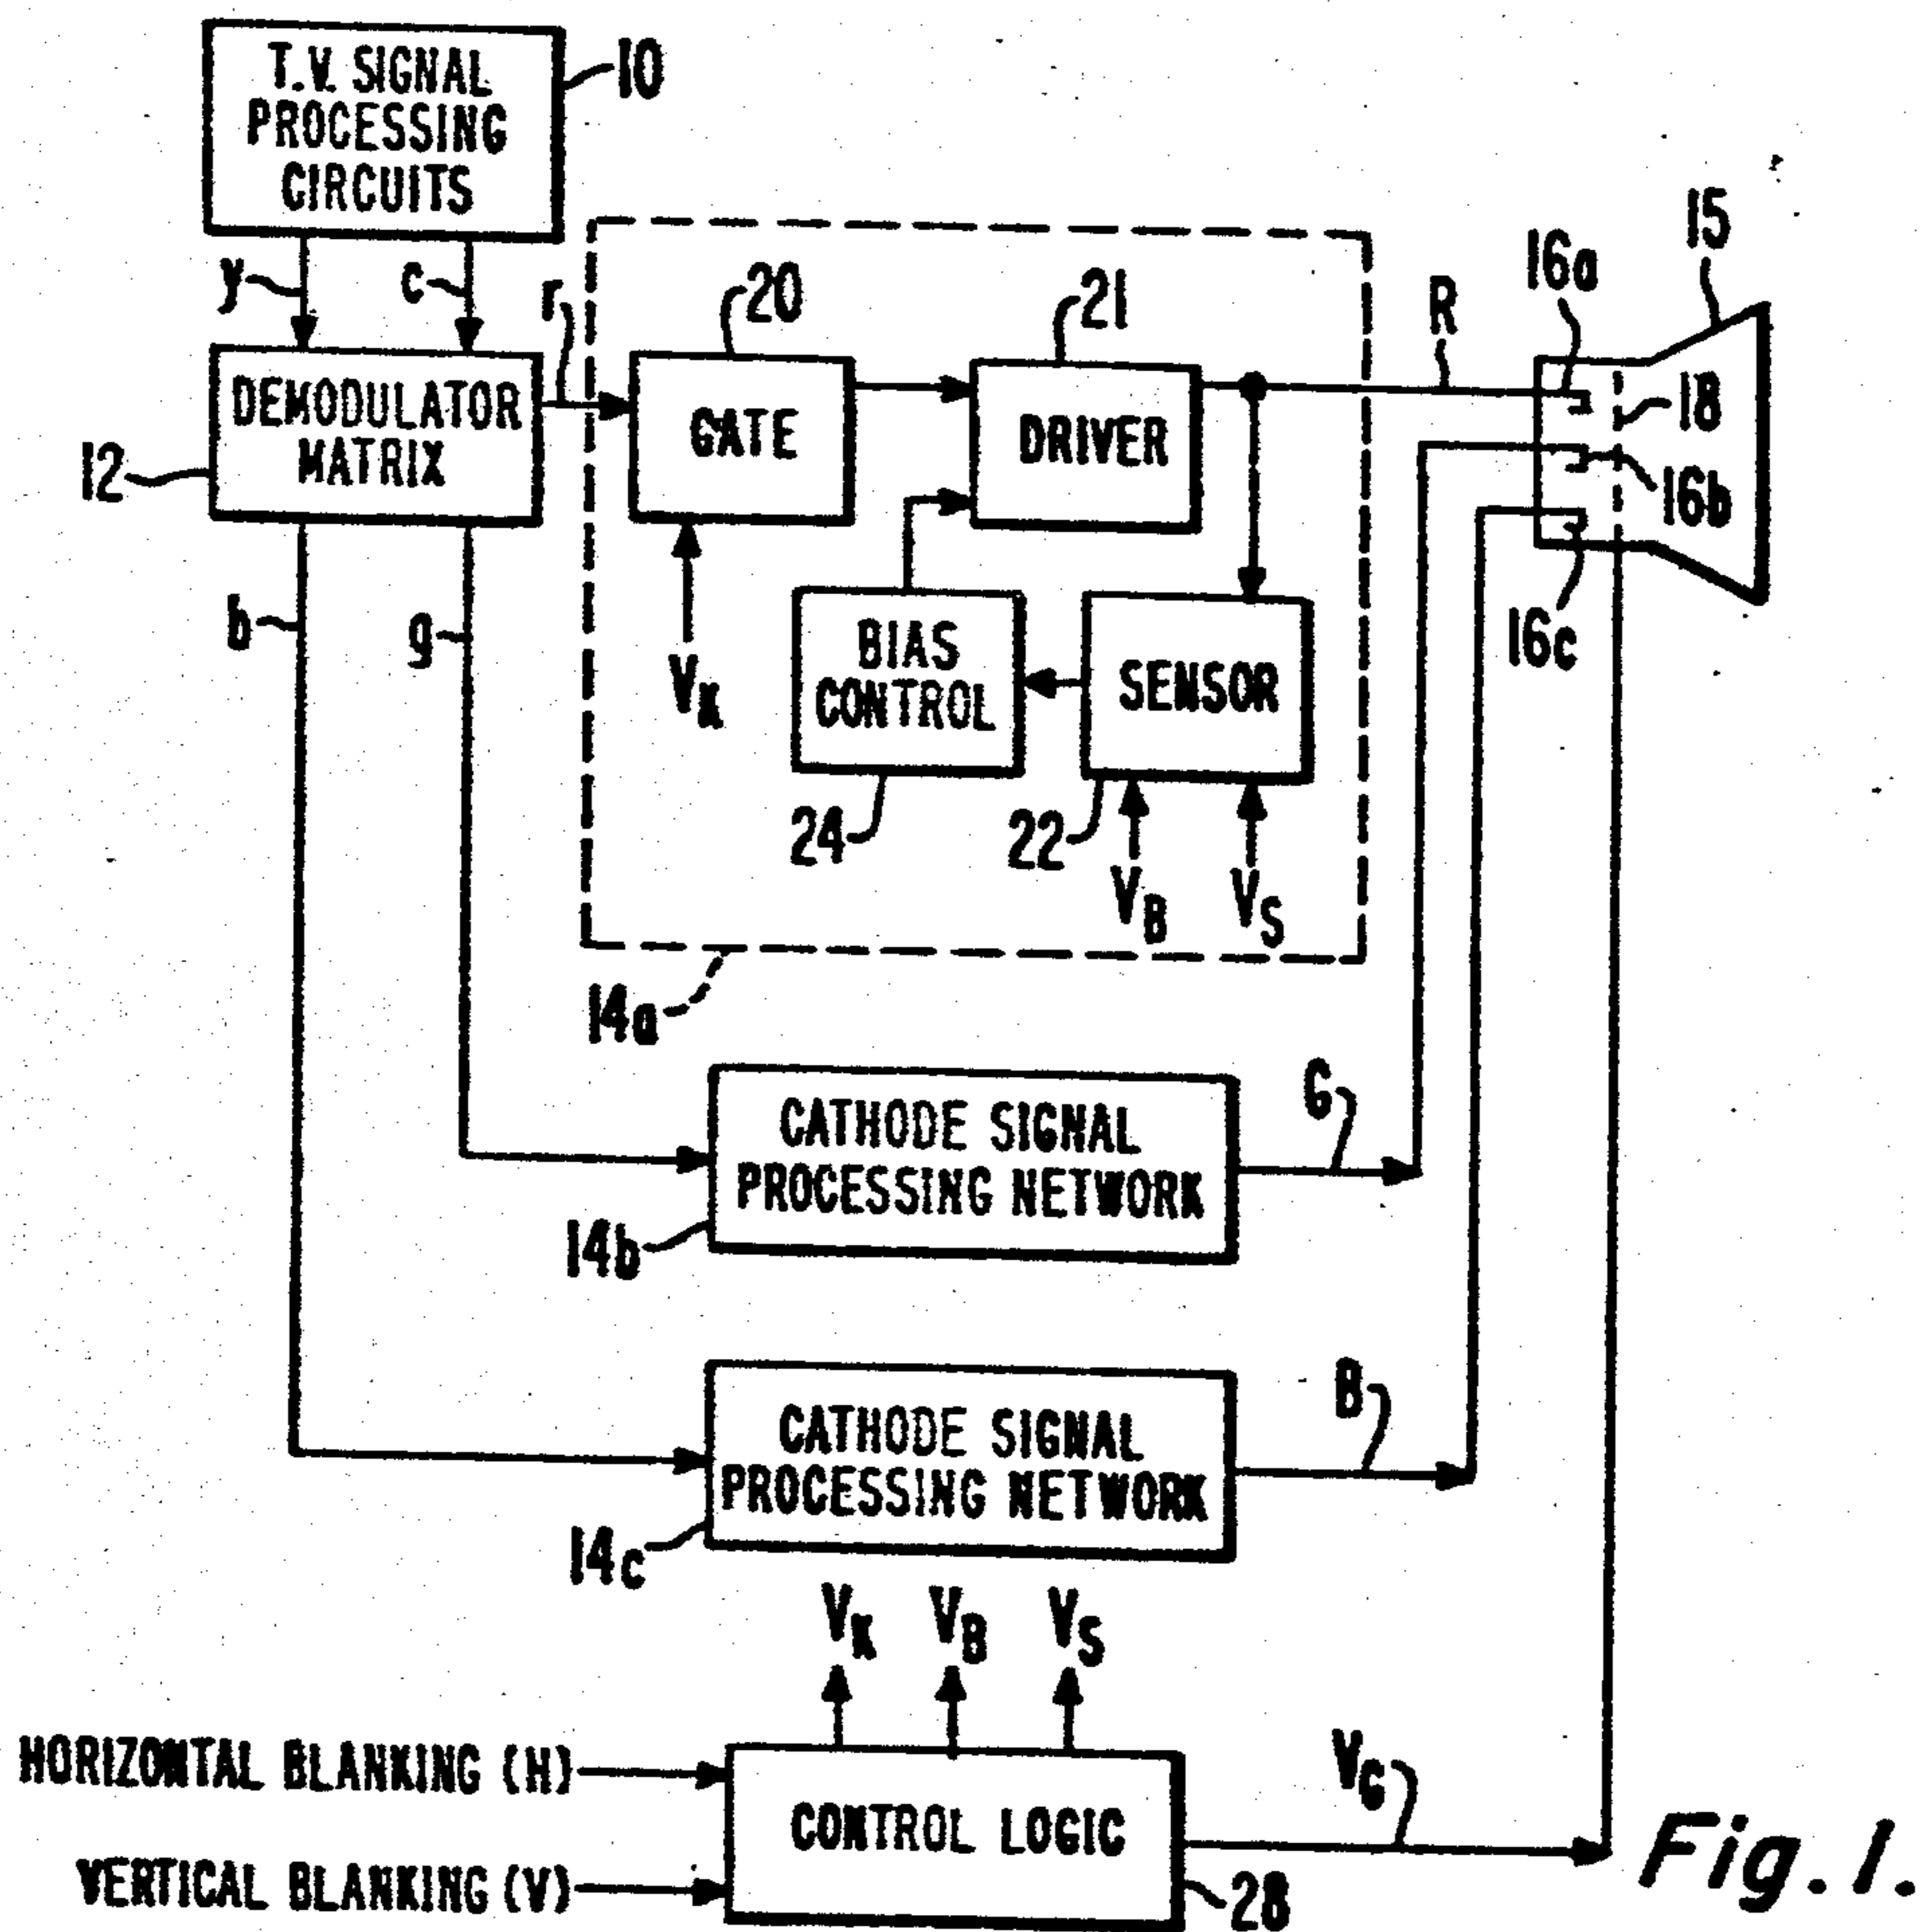 T.V. SIGNAL
PROCESSING
CIRCUITS
10
15
16a
y
c
r
20
21
R
DEMODULATOR
MATRIX
12
GATE
DRIVER
18
16b
16c
b
g
VK
BIAS
CONTROL
SENSOR
24
22
VB
VS
14a
CATHODE SIGNAL
PROCESSING NETWORK
G
14b
CATHODE SIGNAL
PROCESSING NETWORK
B
14c
VK
VB
VS
HORIZONTAL BLANKING (H)
VERTICAL BLANKING (V)
CONTROL LOGIC
VG
28
Fig. 1.